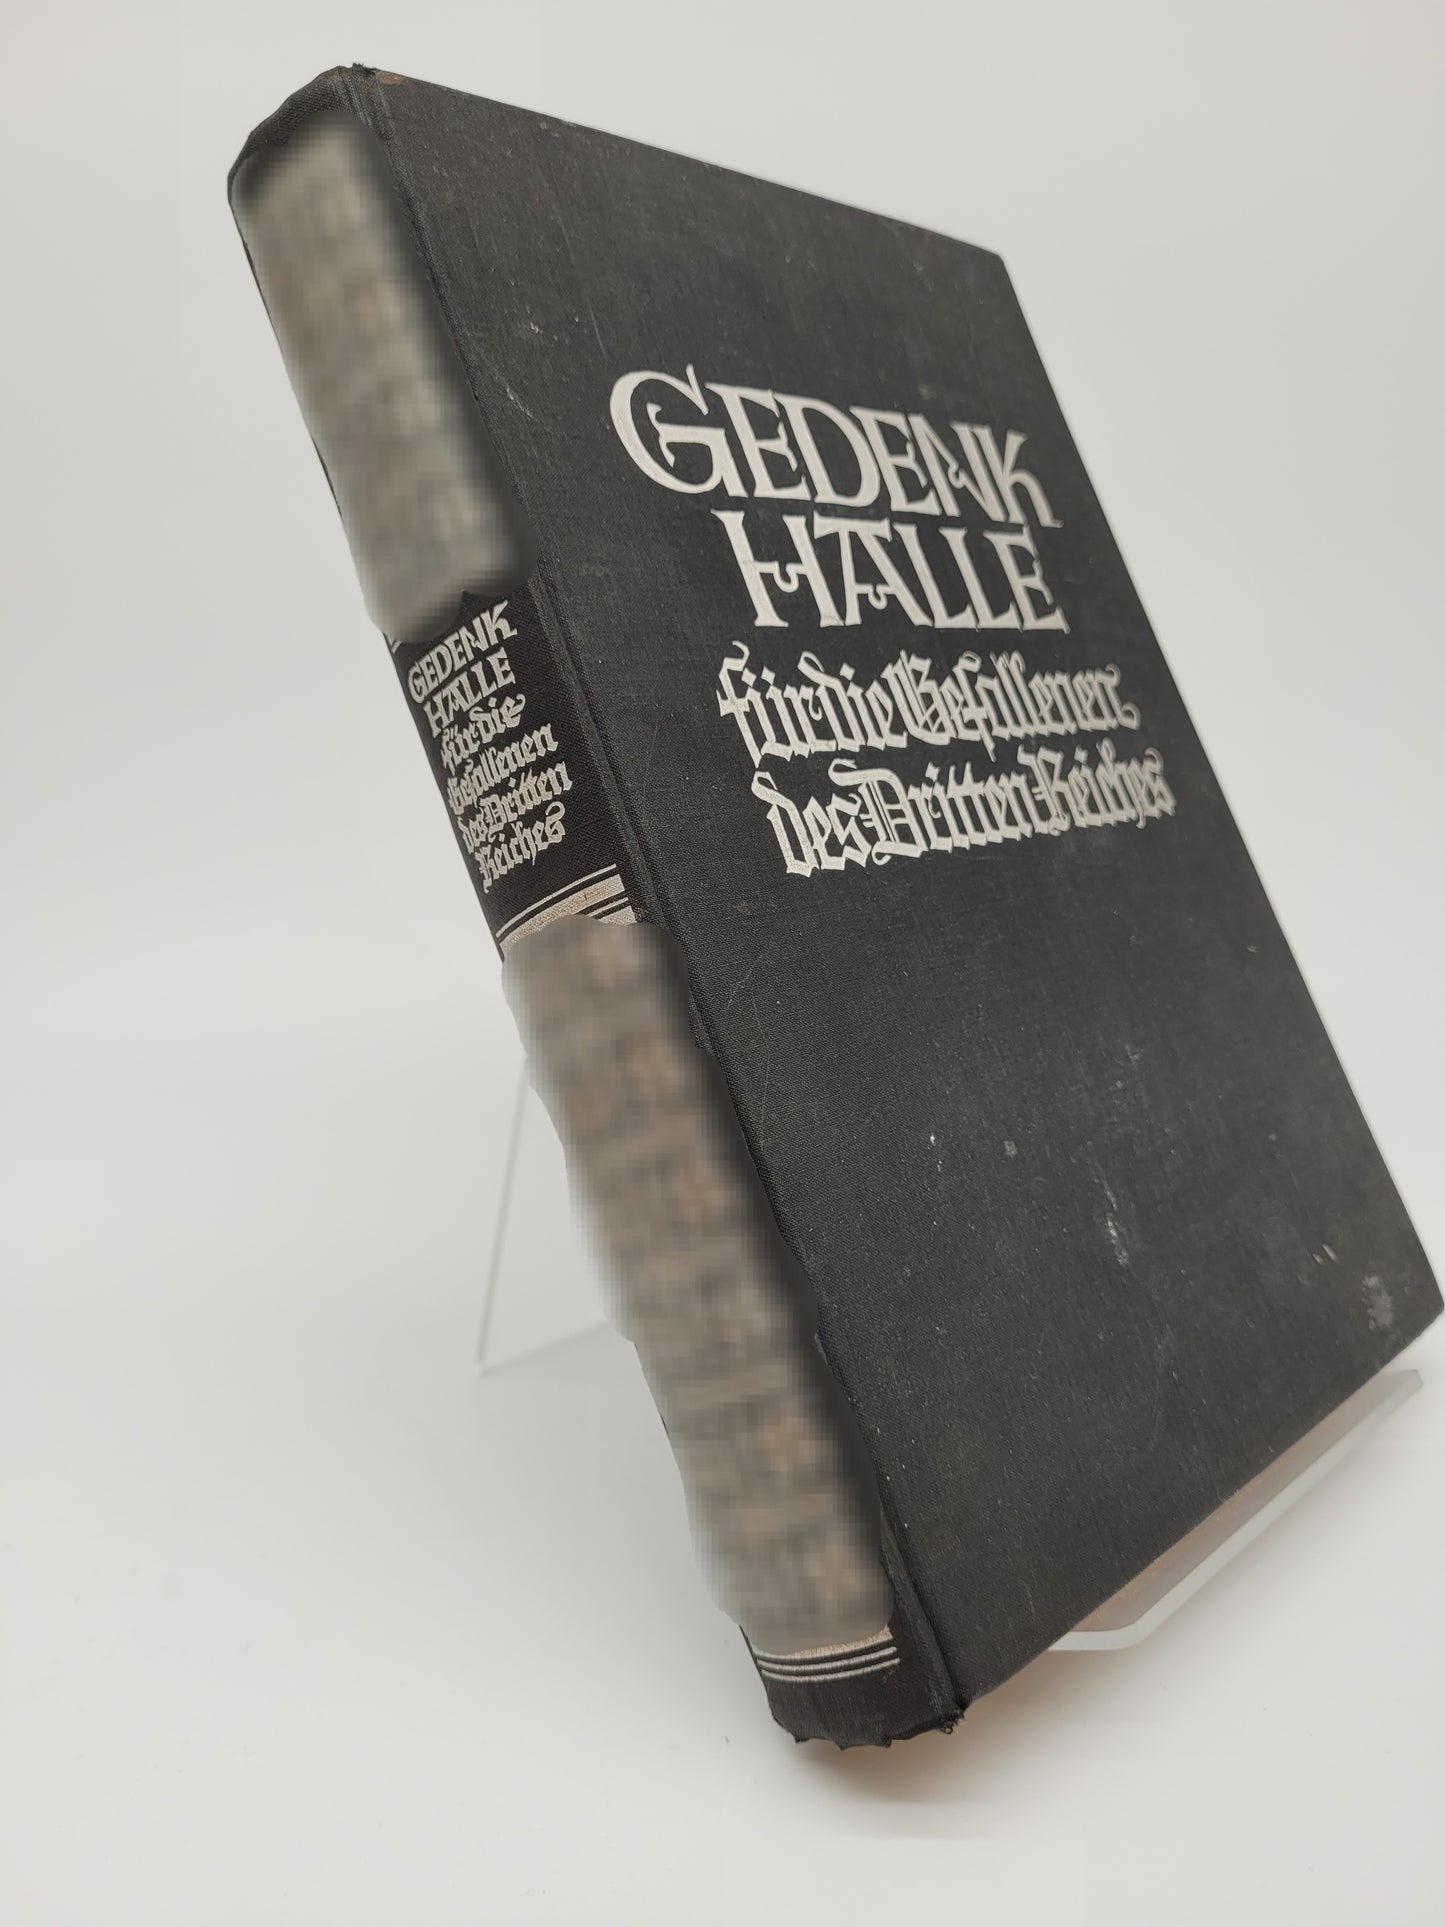 GEDENK
HALLE
für die
Gefallenen
des Dritten
Reiches
GEDENK
HALLE
für die Gefallenen
des Dritten Reiches